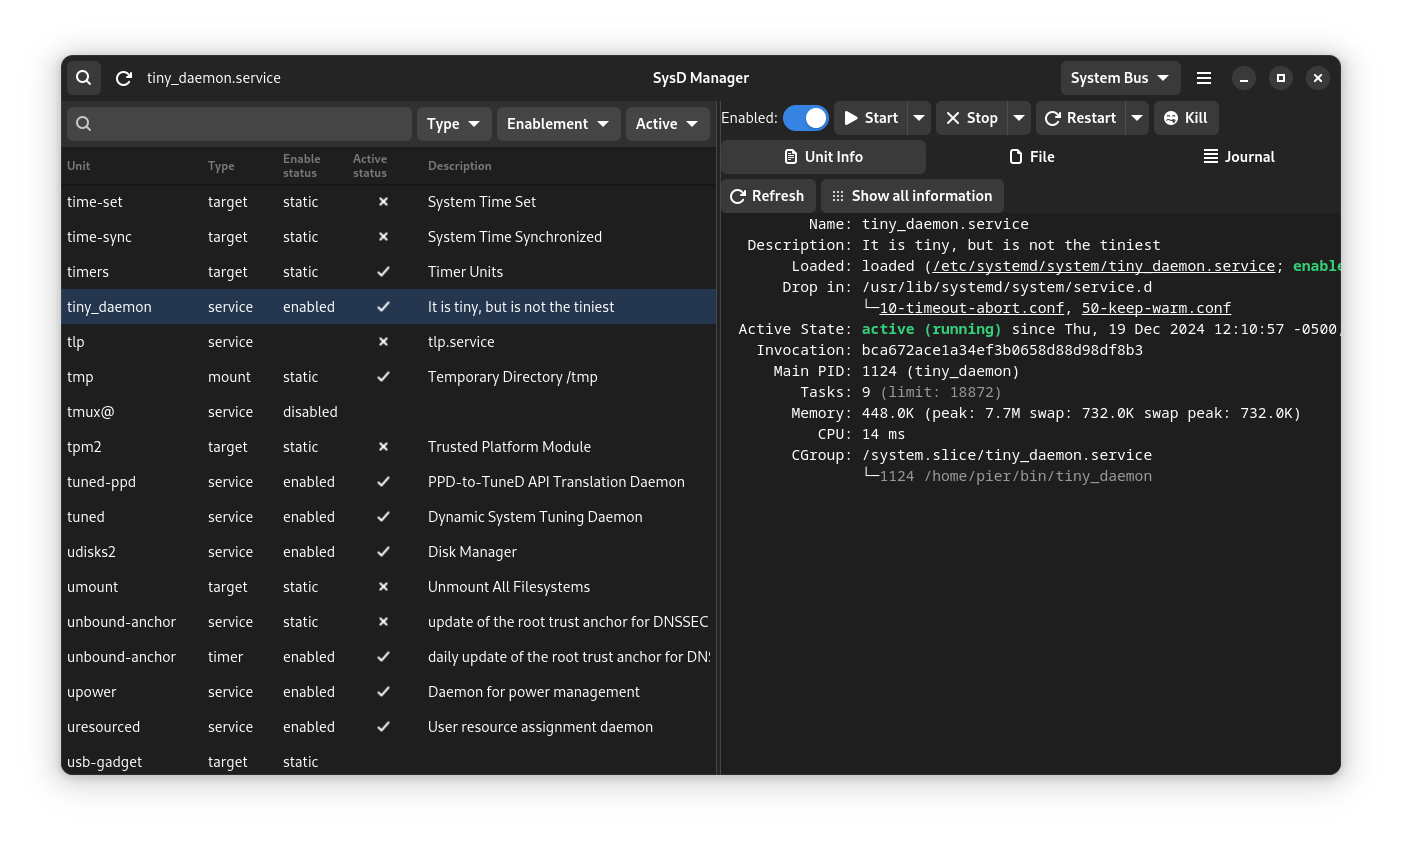 tiny_daemon.service SysD Manager System Bus
Type Enablement Active
Unit Type Enable status Active status Description
time-set target static System Time Set
time-sync target static System Time Synchronized
timers target static Timer Units
tiny_daemon service enabled It is tiny, but is not the tiniest
tlp service tlp.service
tmp mount static Temporary Directory /tmp
tmux@ service disabled
tpm2 target static Trusted Platform Module
tuned-ppd service enabled PPD-to-TuneD API Translation Daemon
tuned service enabled Dynamic System Tuning Daemon
udisks2 service enabled Disk Manager
umount target static Unmount All Filesystems
unbound-anchor service static update of the root trust anchor for DNSSEC
unbound-anchor timer enabled daily update of the root trust anchor for DNS
upower service enabled Daemon for power management
uresourced service enabled User resource assignment daemon
usb-gadget target static
Enabled: Start Stop Restart Kill
Unit Info File Journal
Refresh Show all information
Name: tiny_daemon.service
Description: It is tiny, but is not the tiniest
Loaded: loaded (/etc/systemd/system/tiny_daemon.service; enable
Drop in: /usr/lib/systemd/system/service.d
└─10-timeout-abort.conf, 50-keep-warm.conf
Active State: active (running) since Thu, 19 Dec 2024 12:10:57 -0500;
Invocation: bca672ace1a34ef3b0658d88d98df8b3
Main PID: 1124 (tiny_daemon)
Tasks: 9 (limit: 18872)
Memory: 448.0K (peak: 7.7M swap: 732.0K swap peak: 732.0K)
CPU: 14 ms
CGroup: /system.slice/tiny_daemon.service
└─1124 /home/pier/bin/tiny_daemon